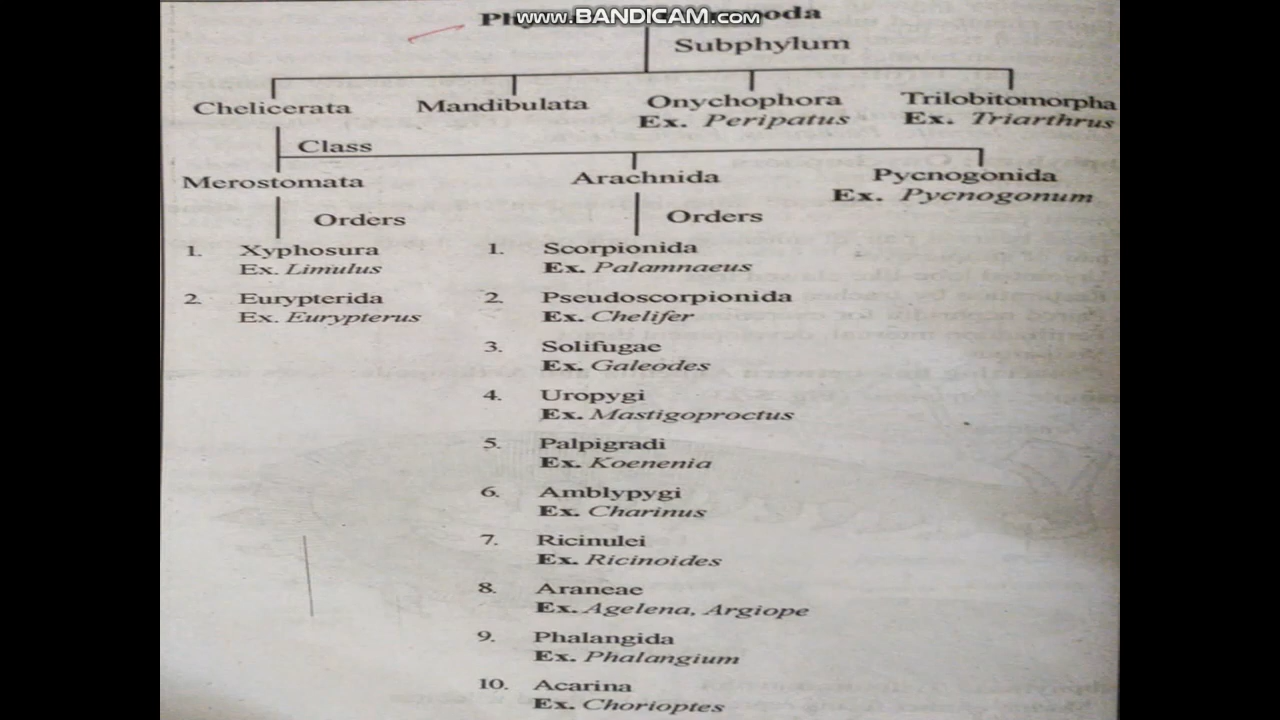 www.BANDICAM.com
Subphylum
Chelicerata Mandibulata Onychophora Trilobitomorpha
Ex. Peripatus Ex. Triarthrus
Class
Merostomata Arachnida Pycnogonida
Ex. Pycnogonum
Orders Orders
1. Xyphosura
Ex. Limulus
2. Eurypterida
Ex. Eurypterus
1. Scorpionida
Ex. Palamnaeus
2. Pseudoscorpionida
Ex. Chelifer
3. Solifugae
Ex. Galeodes
4. Uropygi
Ex. Mastigoproctus
5. Palpigradi
Ex. Koenenia
6. Amblypygi
Ex. Charinus
7. Ricinulei
Ex. Ricinoides
8. Araneae
Ex. Agelena, Argiope
9. Phalangida
Ex. Phalangium
10. Acarina
Ex. Chorioptes